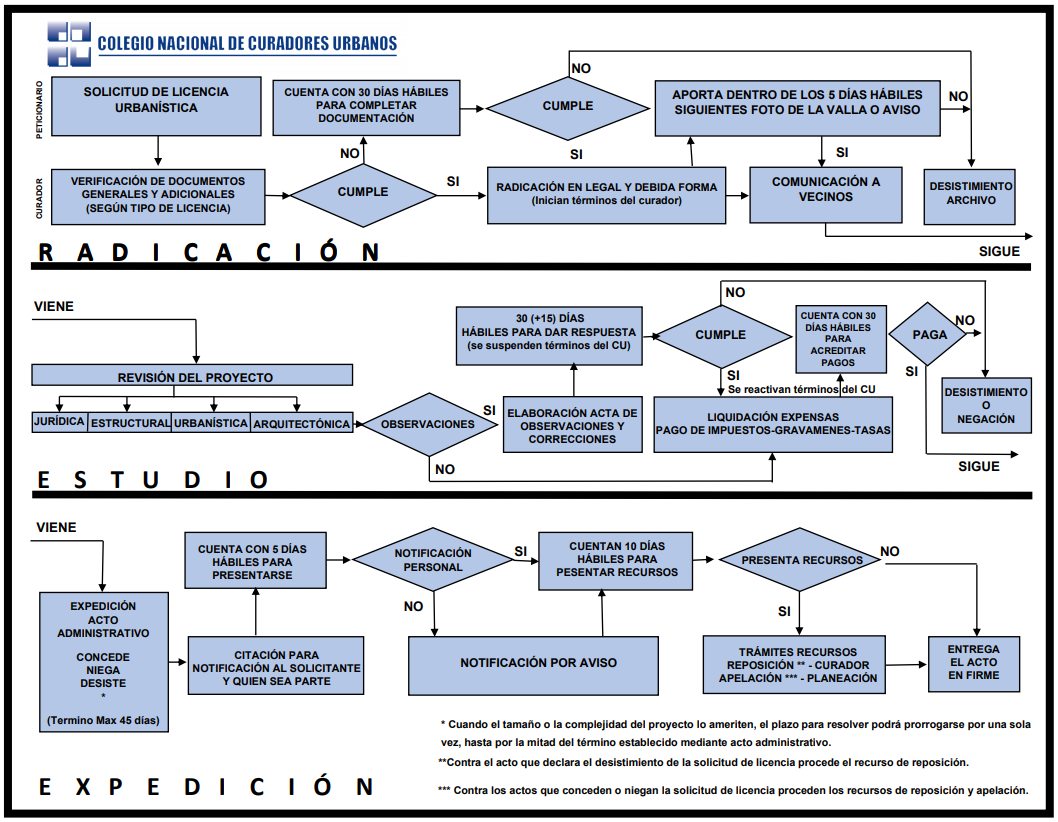 COLEGIO NACIONAL DE CURADORES URBANOS
PETICIONARIO
SOLICITUD DE LICENCIA
URBANÍSTICA
CUENTA CON 30 DÍAS HÁBILES
PARA COMPLETAR
DOCUMENTACIÓN
CUMPLE
NO
APORTA DENTRO DE LOS 5 DÍAS HÁBILES
SIGUIENTES FOTO DE LA VALLA O AVISO
NO
NO
SI
SI
CURADOR
VERIFICACIÓN DE DOCUMENTOS
GENERALES Y ADICIONALES
(SEGÚN TIPO DE LICENCIA)
CUMPLE
SI
RADICACIÓN EN LEGAL Y DEBIDA FORMA
(Inician términos del curador)
COMUNICACIÓN A
VECINOS
DESISTIMIENTO
ARCHIVO
SIGUE
RADICACIÓN
VIENE
REVISIÓN DEL PROYECTO
JURÍDICA
ESTRUCTURAL
URBANÍSTICA
ARQUITECTÓNICA
OBSERVACIONES
SI
NO
30 (+15) DÍAS
HÁBILES PARA DAR RESPUESTA
(se suspenden términos del CU)
ELABORACIÓN ACTA DE
OBSERVACIONES Y
CORRECCIONES
CUMPLE
NO
SI
Se reactivan términos del CU
LIQUIDACIÓN EXPENSAS
PAGO DE IMPUESTOS-GRAVAMENES-TASAS
CUENTA CON 30
DÍAS HÁBILES
PARA
ACREDITAR
PAGOS
PAGA
NO
SI
DESISTIMIENTO
O
NEGACIÓN
SIGUE
ESTUDIO
VIENE
EXPEDICIÓN
ACTO
ADMINISTRATIVO
CONCEDE
NIEGA
DESISTE
*
(Termino Max 45 días)
CUENTA CON 5 DÍAS
HÁBILES PARA
PRESENTARSE
CITACIÓN PARA
NOTIFICACIÓN AL SOLICITANTE
Y QUIEN SEA PARTE
NOTIFICACIÓN
PERSONAL
SI
NO
NOTIFICACIÓN POR AVISO
CUENTAN 10 DÍAS
HÁBILES PARA
PESENTAR RECURSOS
PRESENTA RECURSOS
NO
SI
TRÁMITES RECURSOS
REPOSICIÓN ** - CURADOR
APELACIÓN *** - PLANEACIÓN
ENTREGA
EL ACTO
EN FIRME
* Cuando el tamaño o la complejidad del proyecto lo ameriten, el plazo para resolver podrá prorrogarse por una sola
vez, hasta por la mitad del término establecido mediante acto administrativo.
**Contra el acto que declara el desistimiento de la solicitud de licencia procede el recurso de reposición.
*** Contra los actos que conceden o niegan la solicitud de licencia proceden los recursos de reposición y apelación.
EXPEDICIÓN